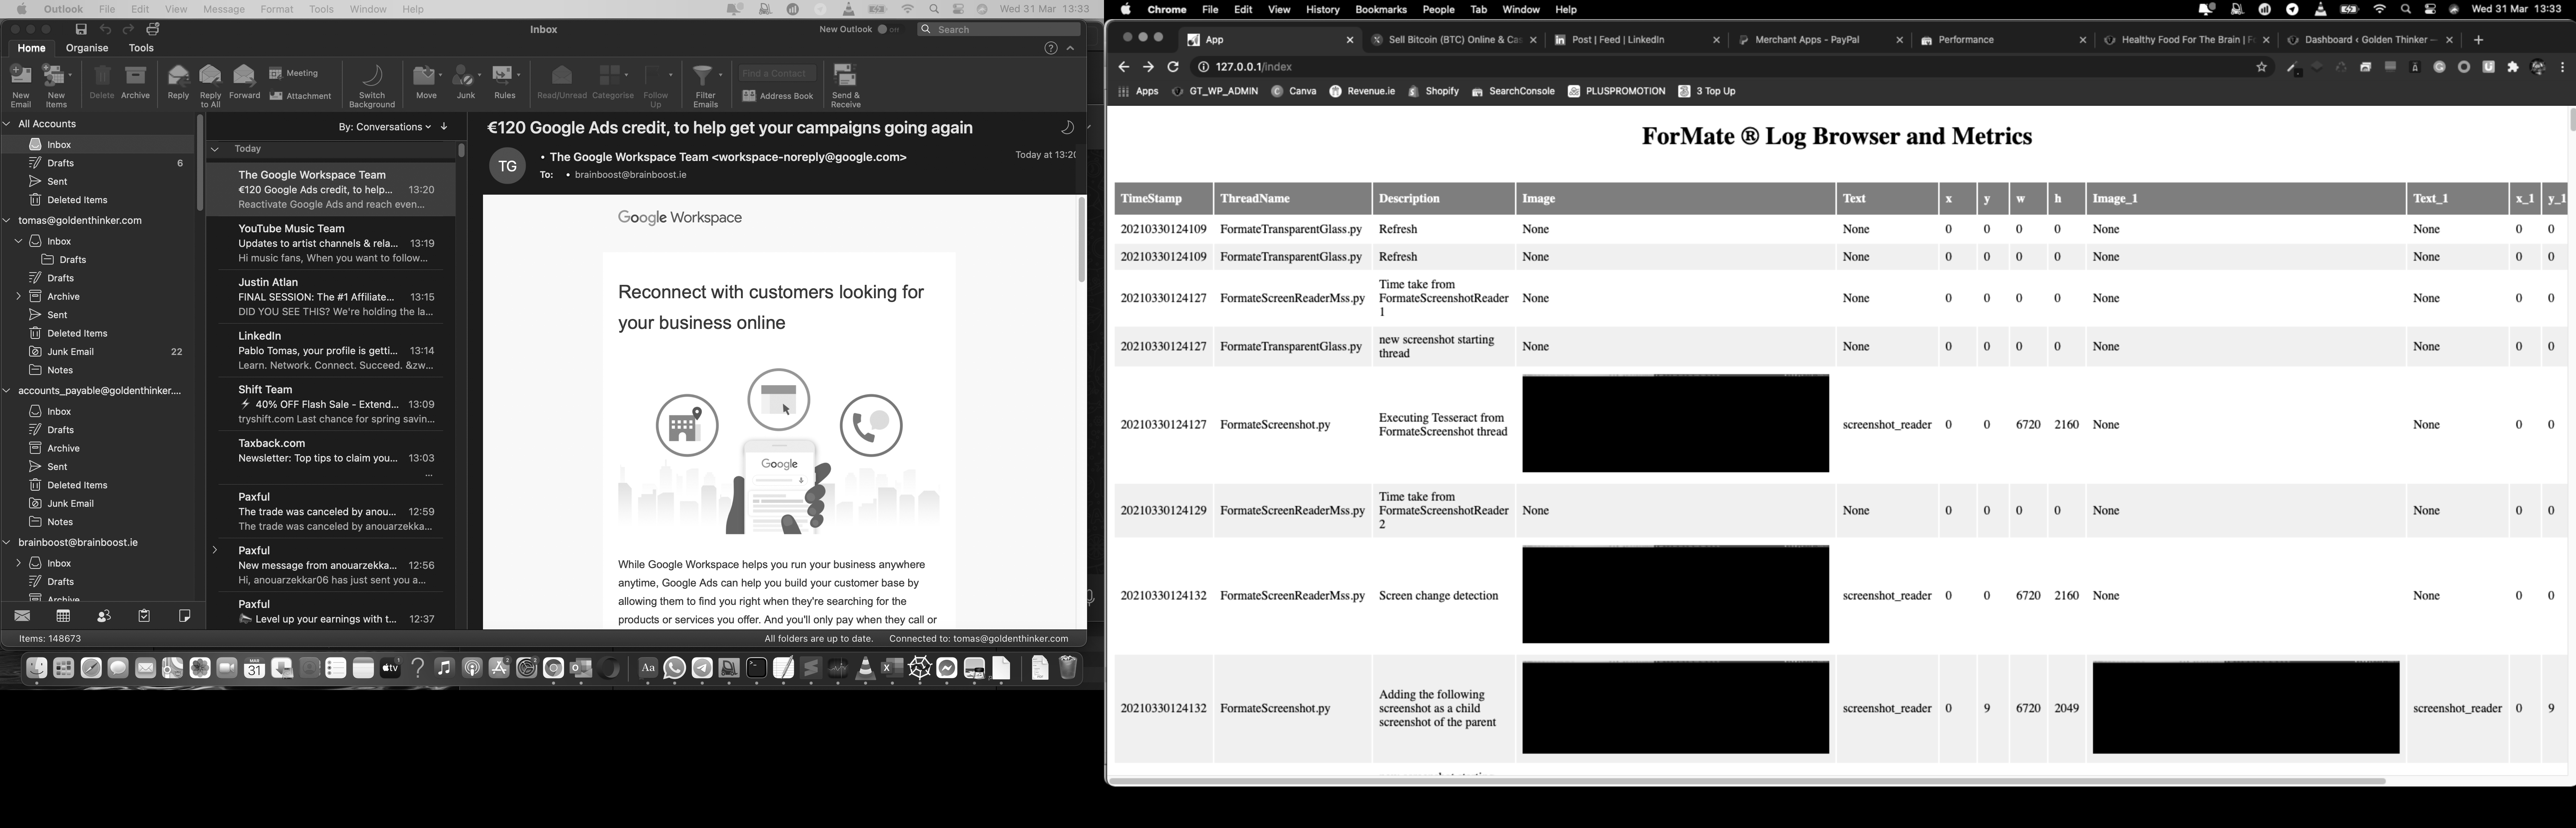 Outlook File Edit View Message Format Tools Window Help
Wed 31 Mar 13:33
Inbox
New Outlook
Search
Home Organise Tools
New Email
New Items
Delete
Archive
Reply
Reply to All
Forward
Meeting
Attachment
Switch Background
Move
Junk
Rules
Read/Unread
Categorise
Follow Up
Filter Emails
Find a Contact
Address Book
Send & Receive
All Accounts
Inbox
Drafts 6
Sent
Deleted Items
tomas@goldenthinker.com
Inbox
Drafts
Drafts
Archive
Sent
Deleted Items
Junk Email 22
Notes
accounts_payable@goldenthinker....
Inbox
Drafts
Archive
Sent
Deleted Items
Junk Email
Notes
brainboost@brainboost.ie
Inbox
Drafts
Archive
By: Conversations
Today
The Google Workspace Team
€120 Google Ads credit, to help... 13:20
Reactivate Google Ads and reach even...
YouTube Music Team
Updates to artist channels & rela... 13:19
Hi music fans, When you want to follow...
Justin Atlan
FINAL SESSION: The #1 Affiliate... 13:15
DID YOU SEE THIS? We're holding the la...
LinkedIn
Pablo Tomas, your profile is getti... 13:14
Learn. Network. Connect. Succeed. &zw...
Shift Team
⚡ 40% OFF Flash Sale - Extend... 13:09
tryshift.com Last chance for spring savin...
Taxback.com
Newsletter: Top tips to claim you... 13:03
...
Paxful
The trade was canceled by anou... 12:59
The trade was canceled by anouarzekka...
Paxful
New message from anouarzekka... 12:56
Hi, anouarzekkar06 has just sent you a...
Paxful
Level up your earnings with t... 12:37
€120 Google Ads credit, to help get your campaigns going again
TG
• The Google Workspace Team <workspace-noreply@google.com>
Today at 13:20
To: • brainboost@brainboost.ie
Google Workspace
Reconnect with customers looking for
your business online
Google
While Google Workspace helps you run your business anywhere
anytime, Google Ads can help you build your customer base by
allowing them to find you right when they're searching for the
products or services you offer. And you'll only pay when they call or
Items: 148673
All folders are up to date.
Connected to: tomas@goldenthinker.com
MAR
31
tv
Aa
Chrome File Edit View History Bookmarks People Tab Window Help
Wed 31 Mar 13:33
App
Sell Bitcoin (BTC) Online & Ca
Post | Feed | LinkedIn
Merchant Apps - PayPal
Performance
Healthy Food For The Brain | F
Dashboard ‹ Golden Thinker —
127.0.0.1/index
Apps GT_WP_ADMIN Canva Revenue.ie Shopify SearchConsole PLUSPROMOTION 3 Top Up
ForMate ® Log Browser and Metrics
TimeStamp ThreadName Description Image Text x y w h Image_1 Text_1 x_1 y_1
20210330124109 FormateTransparentGlass.py Refresh None None 0 0 0 0 None None 0 0
20210330124109 FormateTransparentGlass.py Refresh None None 0 0 0 0 None None 0 0
20210330124127 FormateScreenReaderMss.py Time take from FormateScreenshotReader 1 None None 0 0 0 0 None None 0 0
20210330124127 FormateTransparentGlass.py new screenshot starting thread None None 0 0 0 0 None None 0 0
20210330124127 FormateScreenshot.py Executing Tesseract from FormateScreenshot thread screenshot_reader 0 0 6720 2160 None None 0 0
20210330124129 FormateScreenReaderMss.py Time take from FormateScreenshotReader 2 None None 0 0 0 0 None None 0 0
20210330124132 FormateScreenReaderMss.py Screen change detection screenshot_reader 0 0 6720 2160 None None 0 0
20210330124132 FormateScreenshot.py Adding the following screenshot as a child screenshot of the parent screenshot_reader 0 9 6720 2049 screenshot_reader 0 9